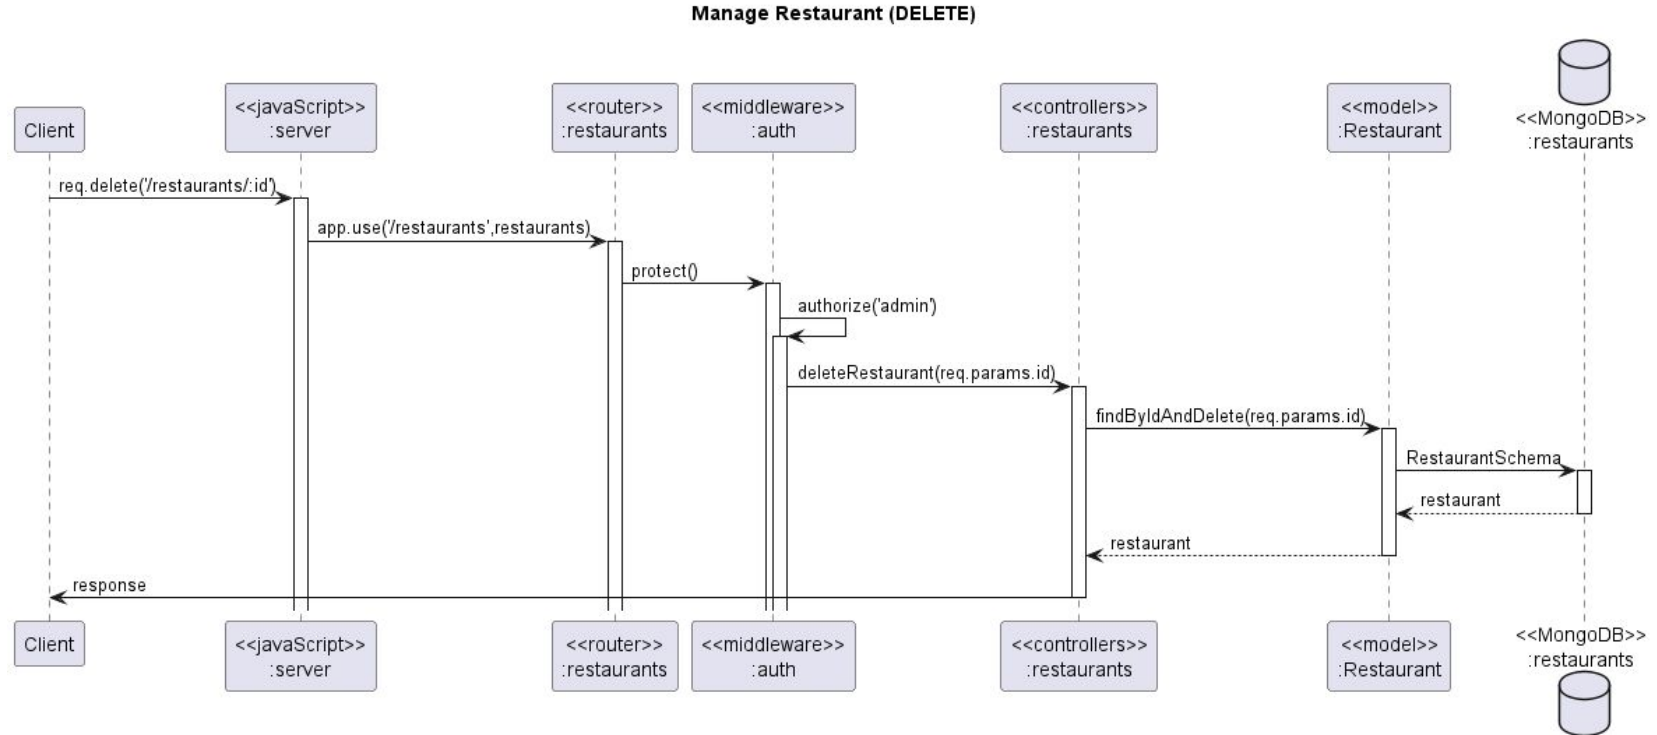 Manage Restaurant (DELETE)
Client
<<javaScript>>
:server
<<router>>
:restaurants
<<middleware>>
:auth
<<controllers>>
:restaurants
<<model>>
:Restaurant
<<MongoDB>>
:restaurants
req.delete('/restaurants/:id')
app.use('/restaurants',restaurants)
protect()
authorize('admin')
deleteRestaurant(req.params.id)
findByIdAndDelete(req.params.id)
RestaurantSchema
restaurant
restaurant
response
Client
<<javaScript>>
:server
<<router>>
:restaurants
<<middleware>>
:auth
<<controllers>>
:restaurants
<<model>>
:Restaurant
<<MongoDB>>
:restaurants